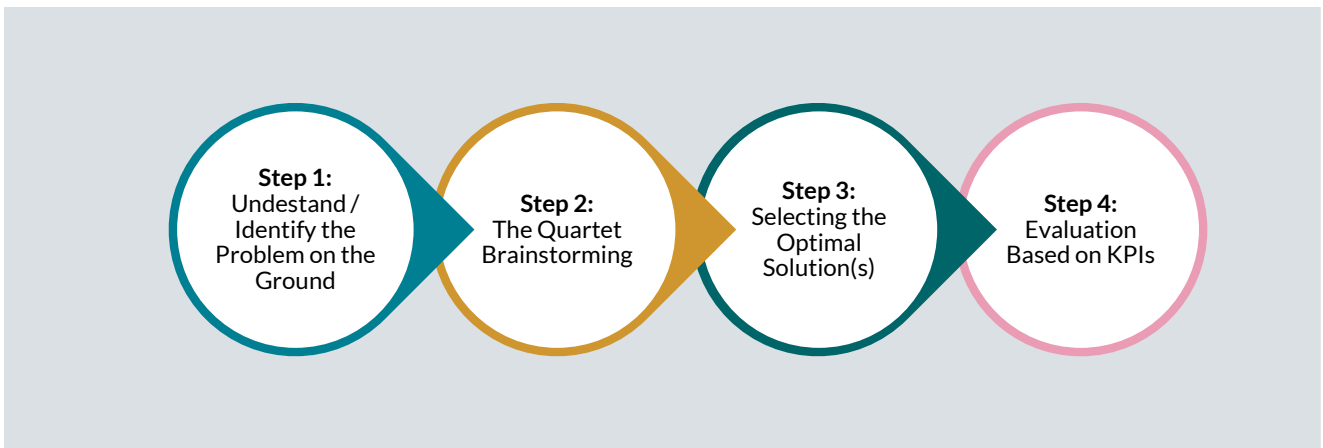 Step 1:
Undestand /
Identify the
Problem on the
Ground
Step 2:
The Quartet
Brainstorming
Step 3:
Selecting the
Optimal
Solution(s)
Step 4:
Evaluation
Based on KPIs